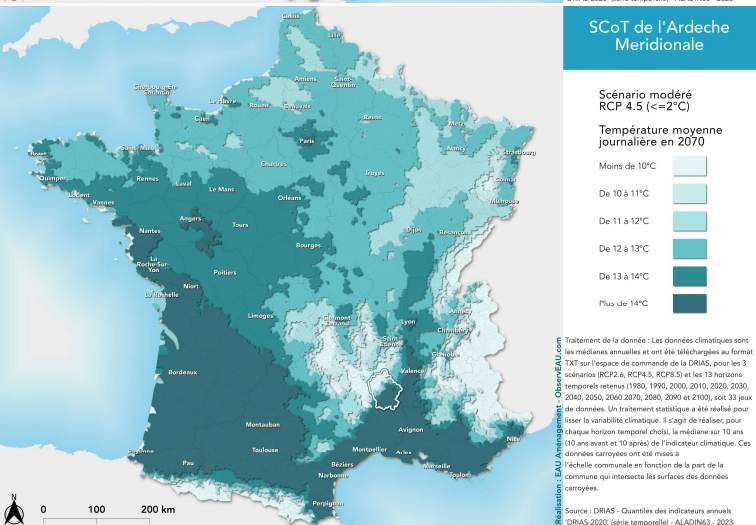 SCoT de l'Ardeche
Meridionale
Scénario modéré
RCP 4.5 (<=2°C)
Température moyenne
journalière en 2070
Moins de 10°C
De 10 à 11°C
De 11 à 12°C
De 12 à 13°C
De 13 à 14°C
Plus de 14°C
Traitement de la donnée : Les données climatiques sont
les médianes annuelles et ont été téléchargées au format
TXT sur l'espace de commande de la DRIAS, pour les 3
scénarios (RCP2.6, RCP4.5, RCP8.5) et les 13 horizons
temporels retenus (1980, 1990, 2000, 2010, 2020, 2030,
2040, 2050, 2060 2070, 2080, 2090 et 2100), soit 33 jeux
de données. Un traitement statistique a été réalisé pour
lisser la variabilité climatique. Il s'agit de réaliser, pour
chaque horizon temporel choisi, la médiane sur 10 ans
(10 ans avant et 10 après) de l'indicateur climatique. Ces
données carroyées ont été mises à
l'échelle communale en fonction de la part de la
commune qui intersecte les surfaces des données
carroyées.
Source : DRIAS - Quantiles des indicateurs annuels
'DRIAS-2020' (série temporelle) - ALADIN63 - 2023
Réalisation : EAU Aménagement - ObservEAU.com
Calais
Lille
Amiens
Saint-
Quentin
Cherbourg-En-
Cotentin
Le Havre
Rouen
Beauvais
Caen
Reims
Metz
Paris
Nancy
Strasbourg
Brest
Saint-Malo
Chartres
Troyes
Colmar
Quimper
Rennes
Laval
Le Mans
Orléans
Mulhouse
Lorient
Vannes
Angers
Tours
Dijon
Besançon
Nantes
Bourges
La
Roche-Sur-
Yon
Poitiers
Niort
La Rochelle
Limoges
Clermont
Ferrand
Lyon
Annecy
Chambéry
Saint-
Etienne
Grenoble
Valence
Bordeaux
Montauban
Avignon
Nice
Toulouse
Montpellier
Arles
Bayonne
Pau
Béziers
Marseille
Toulon
Narbonne
Perpignan
N
0 100 200 km